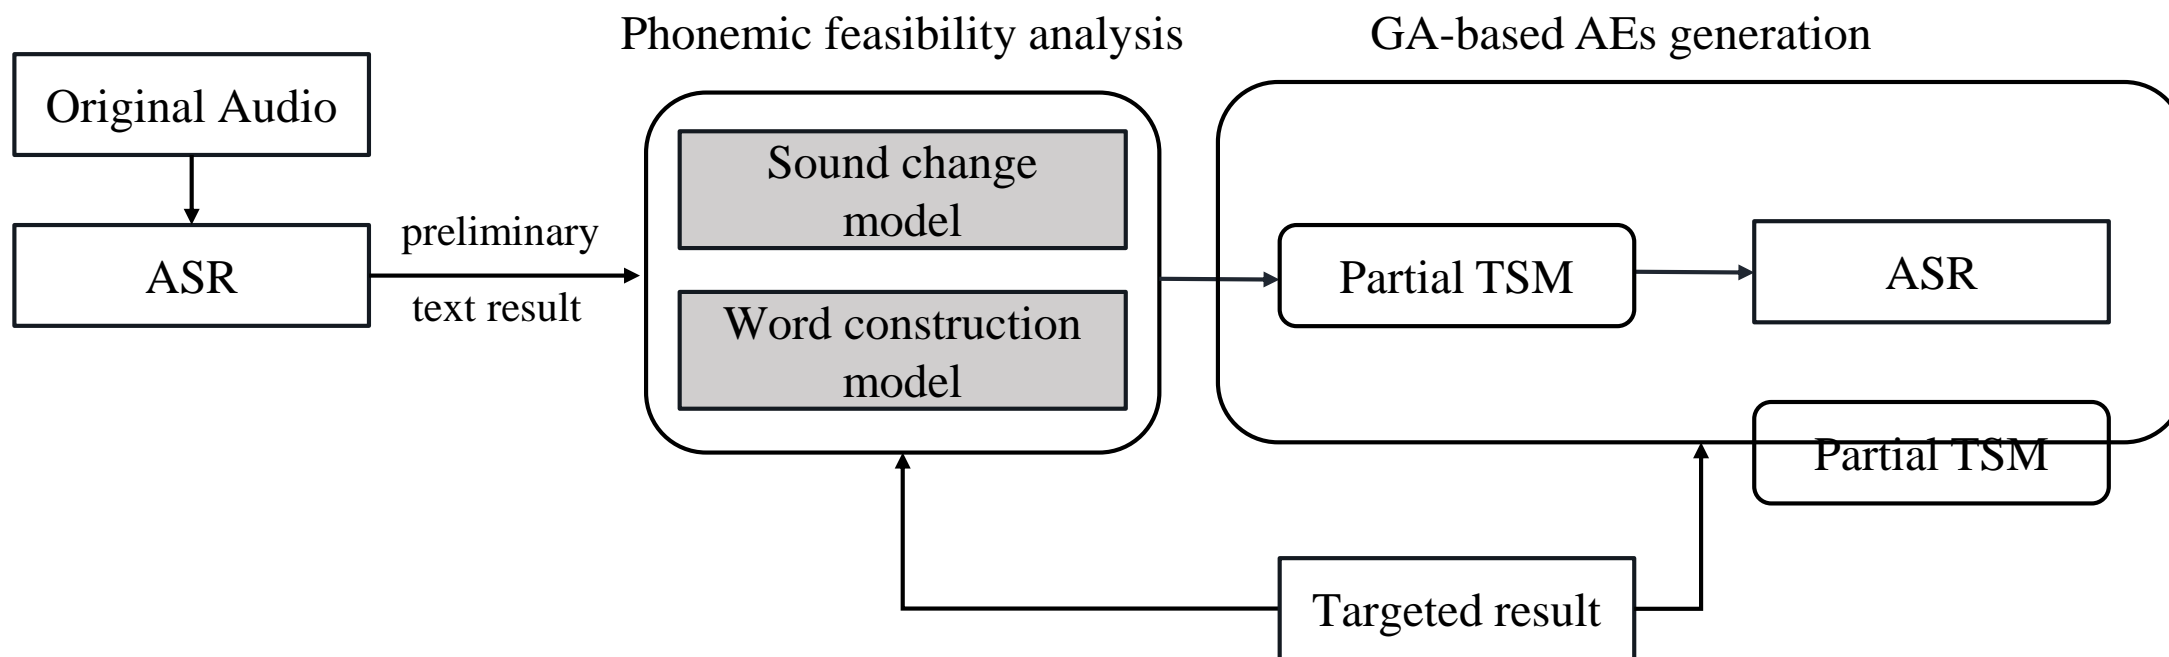 Phonemic feasibility analysis
GA-based AEs generation
Original Audio
ASR
preliminary
text result
Sound change
model
Word construction
model
Partial TSM
ASR
Partial TSM
Targeted result